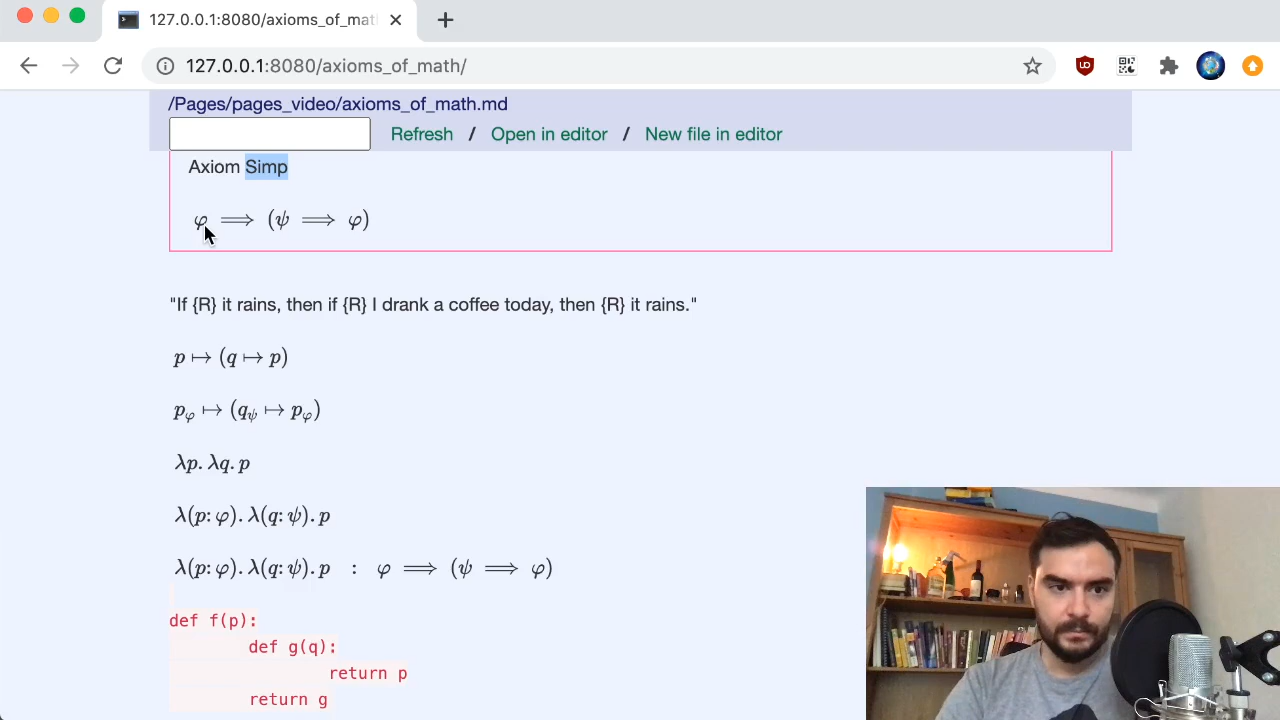 127.0.0.1:8080/axioms_of_mat
127.0.0.1:8080/axioms_of_math/
/Pages/pages_video/axioms_of_math.md
Refresh / Open in editor / New file in editor
Axiom Simp
φ ⟹ (ψ ⟹ φ)
"If {R} it rains, then if {R} I drank a coffee today, then {R} it rains."
p ↦ (q ↦ p)
p_φ ↦ (q_ψ ↦ p_φ)
λp. λq. p
λ(p: φ). λ(q: ψ). p
λ(p: φ). λ(q: ψ). p : φ ⟹ (ψ ⟹ φ)
def f(p):
def g(q):
return p
return g